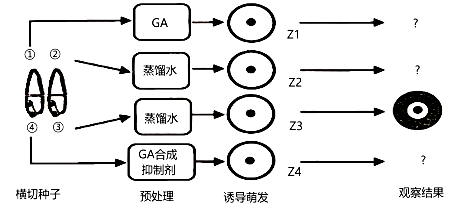 GA
Z1
?
① ②
蒸馏水
Z2
?
蒸馏水
Z3
④ ③
GA合成
抑制剂
Z4
?
横切种子
预处理
诱导萌发
观察结果